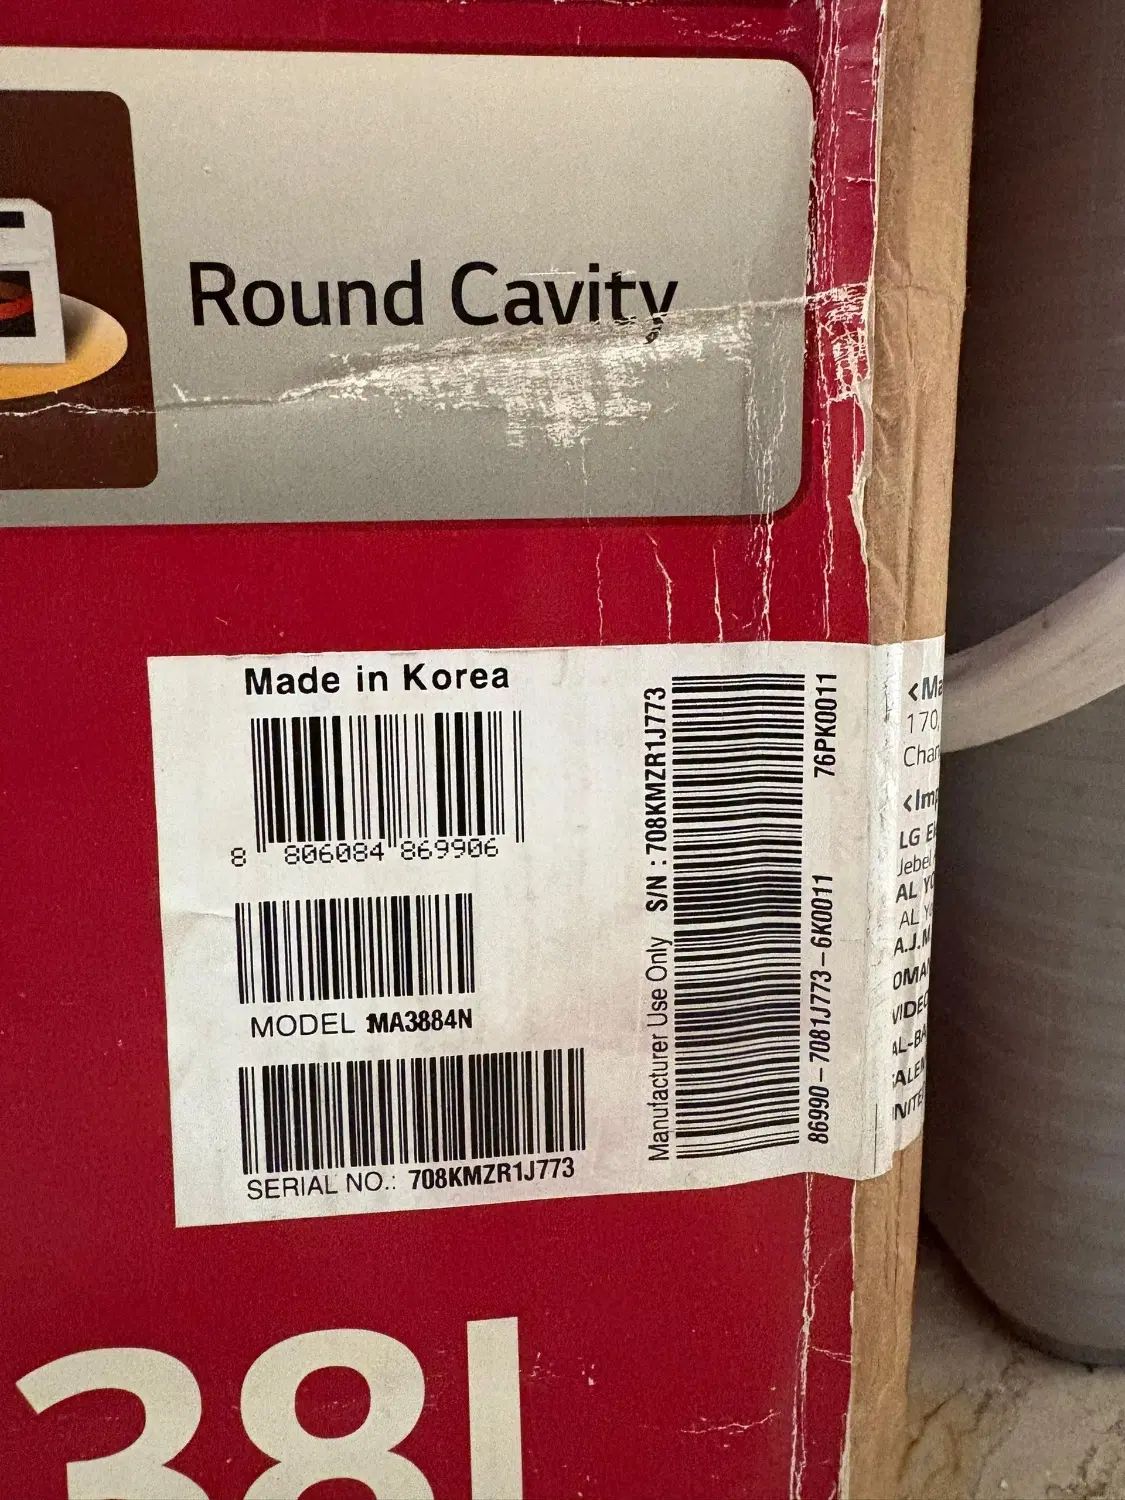 Round Cavity
Made in Korea
8 806084 869906
MODEL : MA3884N
SERIAL NO.: 708KMZR1J773
Manufacturer Use Only S/N : 708KMZR1J773
86990-7081J773-6K0011 76PK0011
170,
LG
Jebel
AL
AL
A.J.M
38L